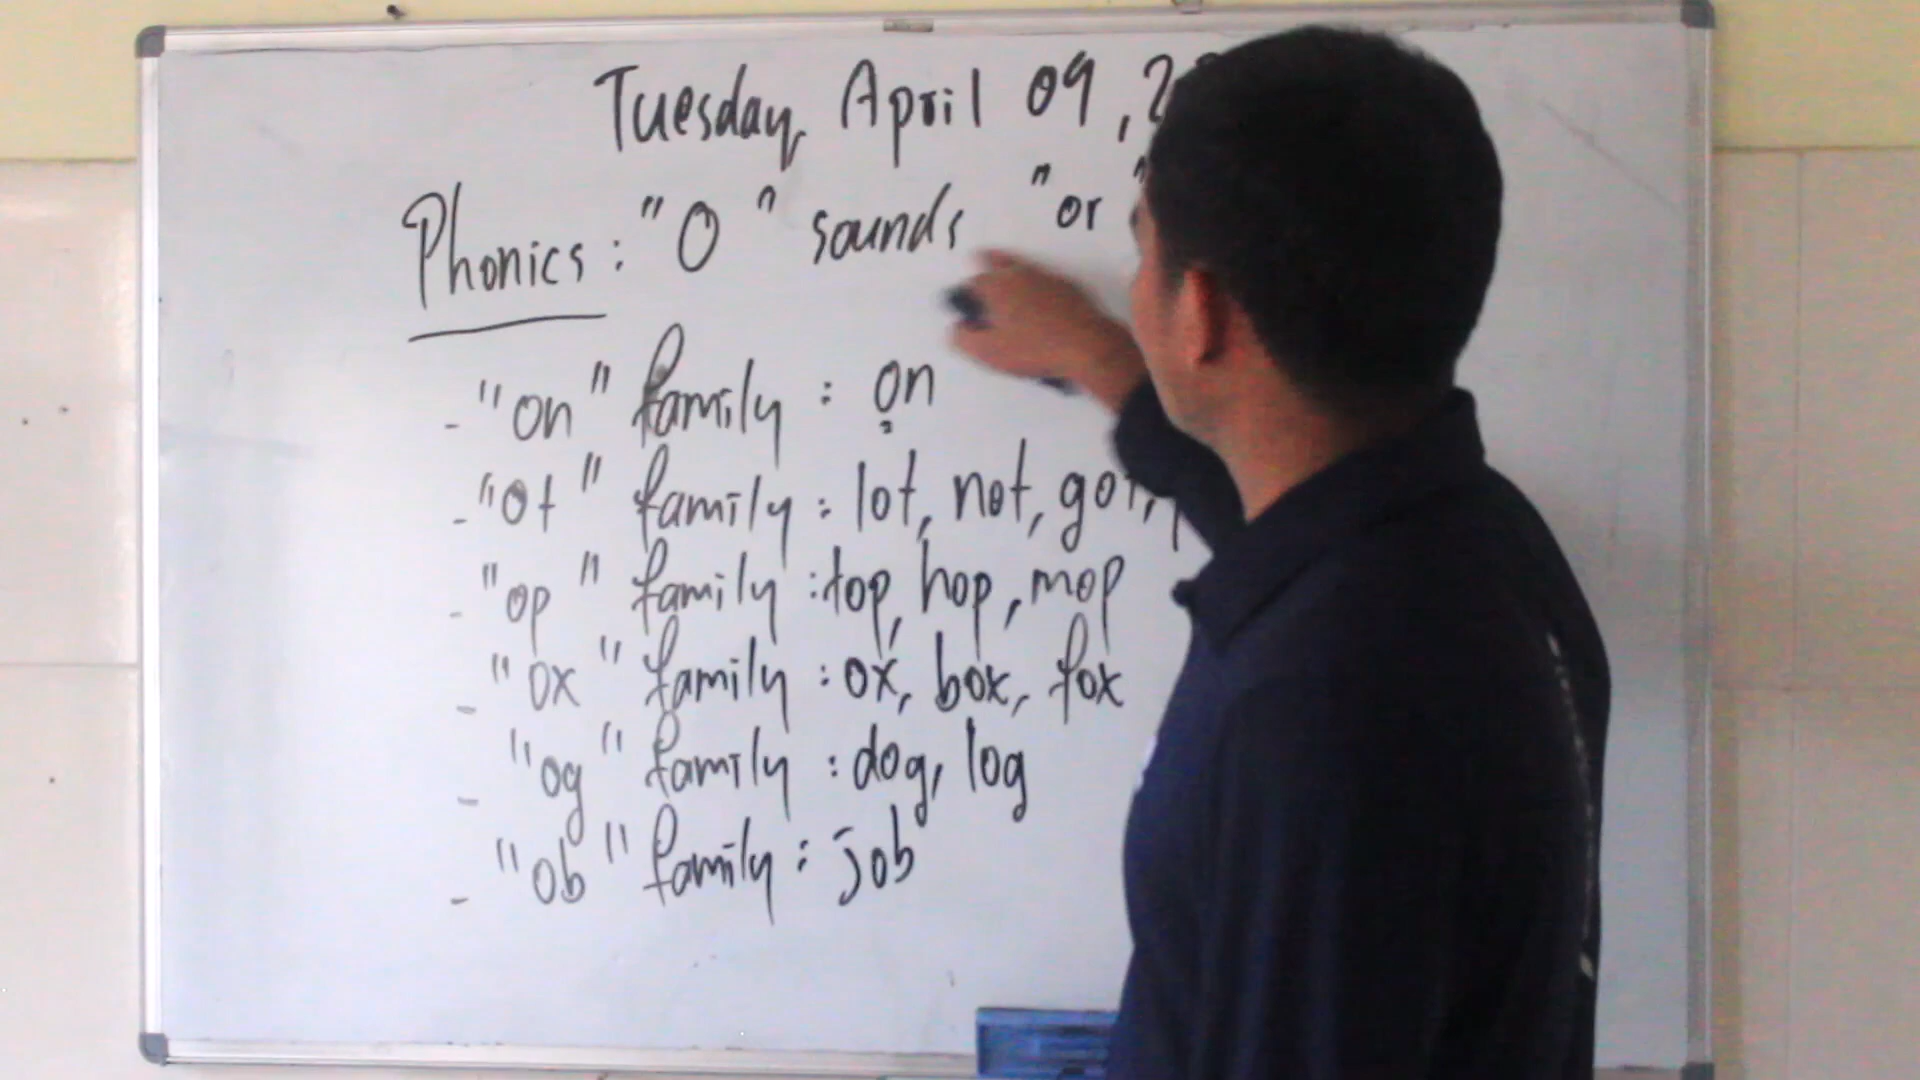 Tuesday, April 09, 2
Phonics : "O" sounds "or"
- "on" family : on
- "ot" family : lot, not, got,
- "op" family : top, hop, mop
- "ox" family : ox, box, fox
- "og" family : dog, log
- "ob" family : job